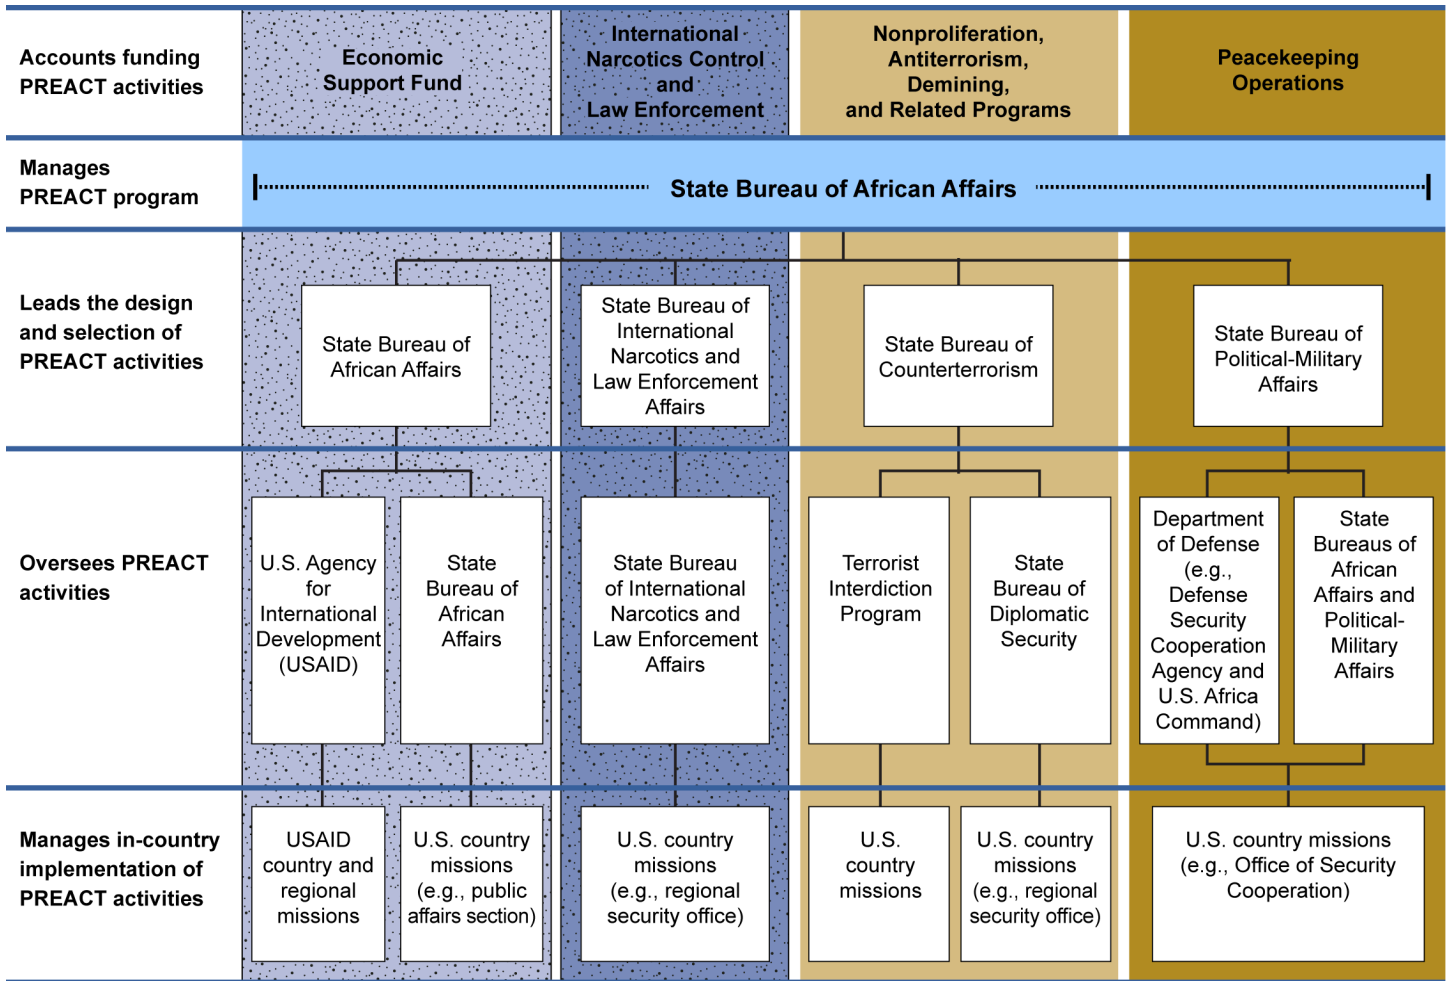 Accounts funding
PREACT activities
Economic
Support Fund
International
Narcotics Control
and
Law Enforcement
Nonproliferation,
Antiterrorism,
Demining,
and Related Programs
Peacekeeping
Operations
Manages
PREACT program
State Bureau of African Affairs
Leads the design
and selection of
PREACT activities
State Bureau of
African Affairs
State Bureau of
International
Narcotics and
Law Enforcement
Affairs
State Bureau of
Counterterrorism
State Bureau of
Political-Military
Affairs
Oversees PREACT
activities
U.S. Agency
for
International
Development
(USAID)
State
Bureau of
African
Affairs
State Bureau
of International
Narcotics and
Law Enforcement
Affairs
Terrorist
Interdiction
Program
State
Bureau of
Diplomatic
Security
Department
of Defense
(e.g.,
Defense
Security
Cooperation
Agency and
U.S. Africa
Command)
State
Bureaus of
African
Affairs and
Political-
Military
Affairs
Manages in-country
implementation of
PREACT activities
USAID
country and
regional
missions
U.S. country
missions
(e.g., public
affairs section)
U.S. country
missions
(e.g., regional
security office)
U.S.
country
missions
U.S. country
missions
(e.g., regional
security office)
U.S. country missions
(e.g., Office of Security
Cooperation)